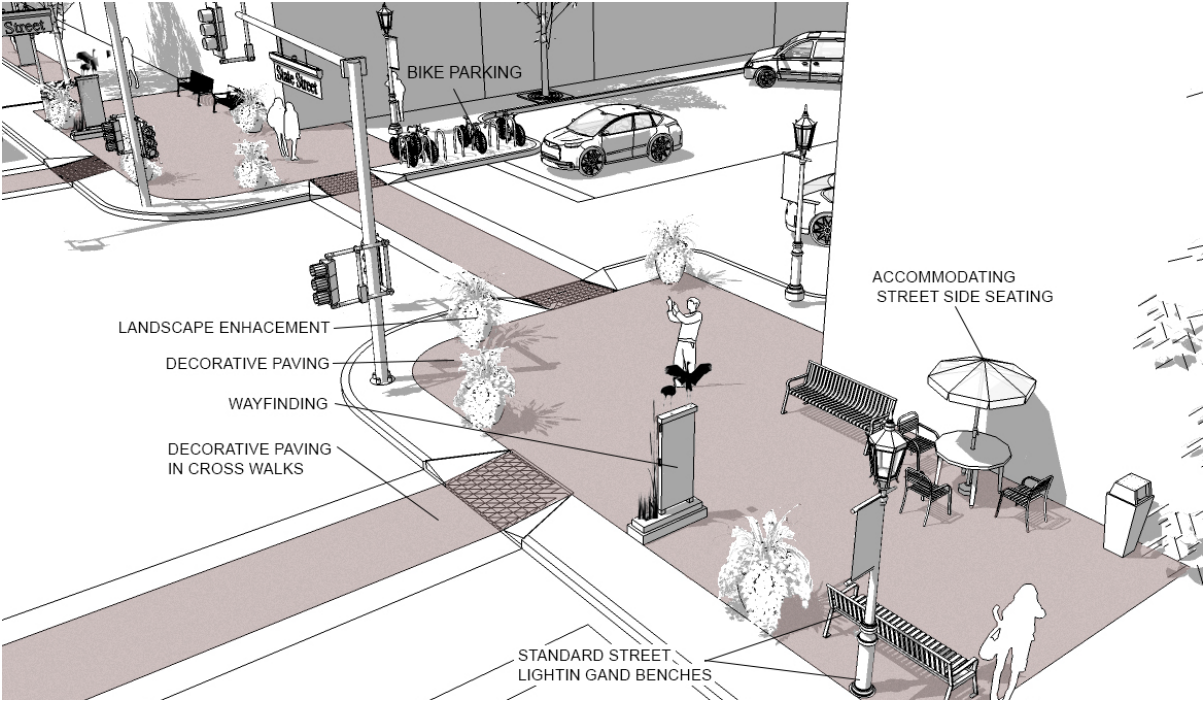 Street
State Street
BIKE PARKING
ACCOMMODATING
STREET SIDE SEATING
LANDSCAPE ENHACEMENT
DECORATIVE PAVING
WAYFINDING
DECORATIVE PAVING
IN CROSS WALKS
STANDARD STREET
LIGHTIN GAND BENCHES